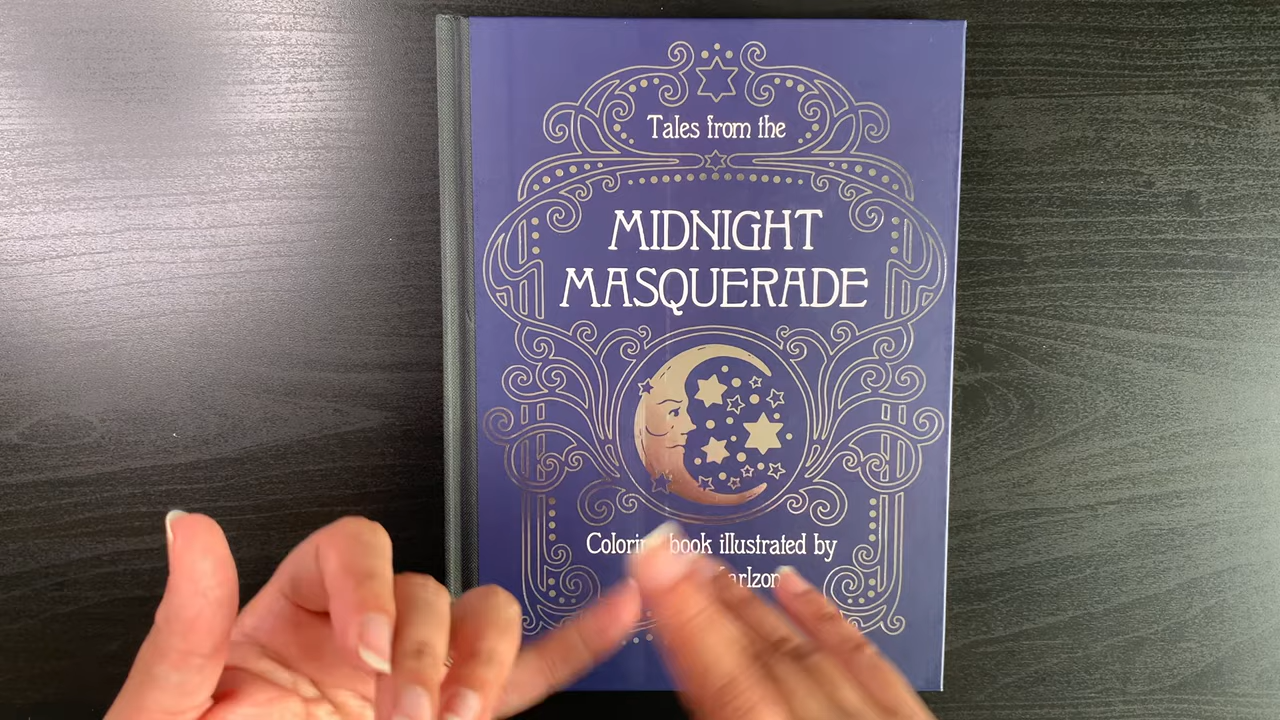 Tales from the
MIDNIGHT
MASQUERADE
Coloring book illustrated by